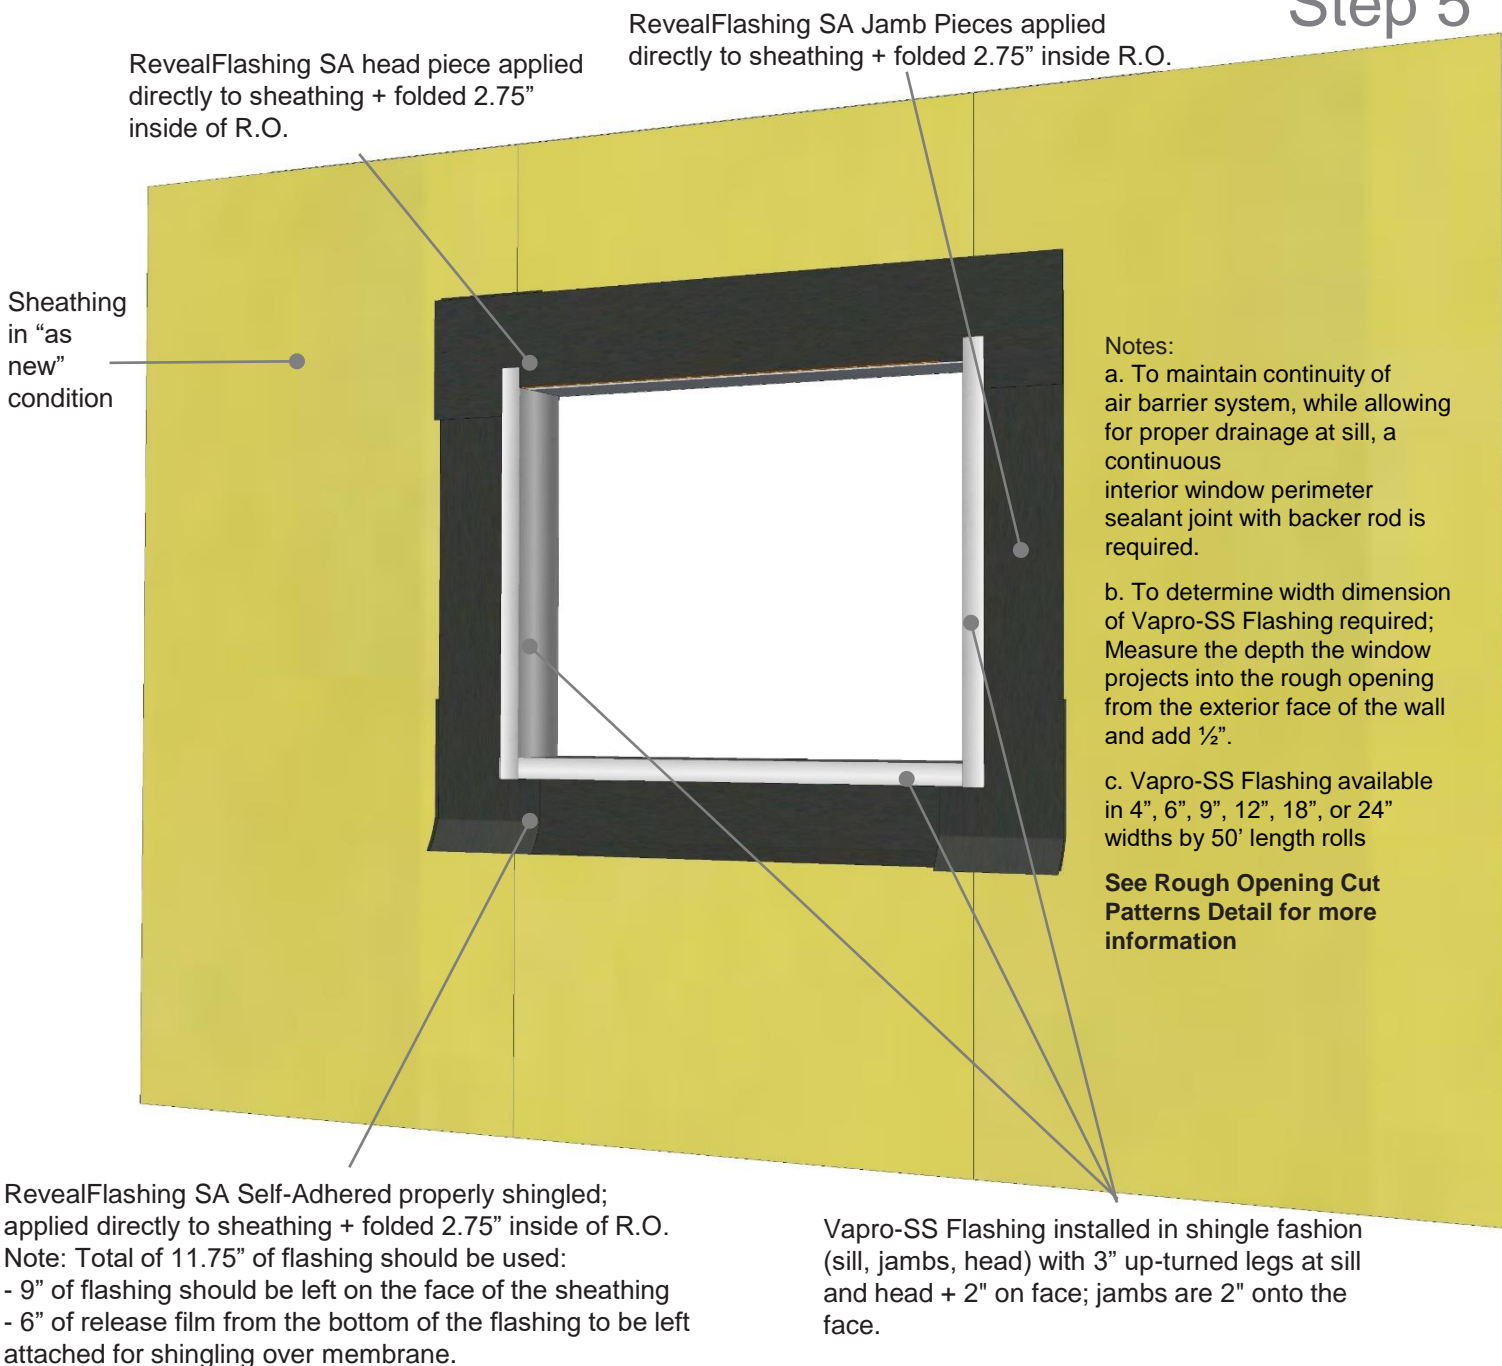 Step 5
RevealFlashing SA Jamb Pieces applied
directly to sheathing + folded 2.75” inside R.O.
RevealFlashing SA head piece applied
directly to sheathing + folded 2.75”
inside of R.O.
Sheathing
in “as
new”
condition
Notes:
a. To maintain continuity of
air barrier system, while allowing
for proper drainage at sill, a
continuous
interior window perimeter
sealant joint with backer rod is
required.
b. To determine width dimension
of Vapro-SS Flashing required;
Measure the depth the window
projects into the rough opening
from the exterior face of the wall
and add ½”.
c. Vapro-SS Flashing available
in 4”, 6”, 9”, 12”, 18”, or 24”
widths by 50’ length rolls
See Rough Opening Cut
Patterns Detail for more
information
RevealFlashing SA Self-Adhered properly shingled;
applied directly to sheathing + folded 2.75” inside of R.O.
Note: Total of 11.75” of flashing should be used:
- 9” of flashing should be left on the face of the sheathing
- 6” of release film from the bottom of the flashing to be left
attached for shingling over membrane.
Vapro-SS Flashing installed in shingle fashion
(sill, jambs, head) with 3” up-turned legs at sill
and head + 2" on face; jambs are 2" onto the
face.